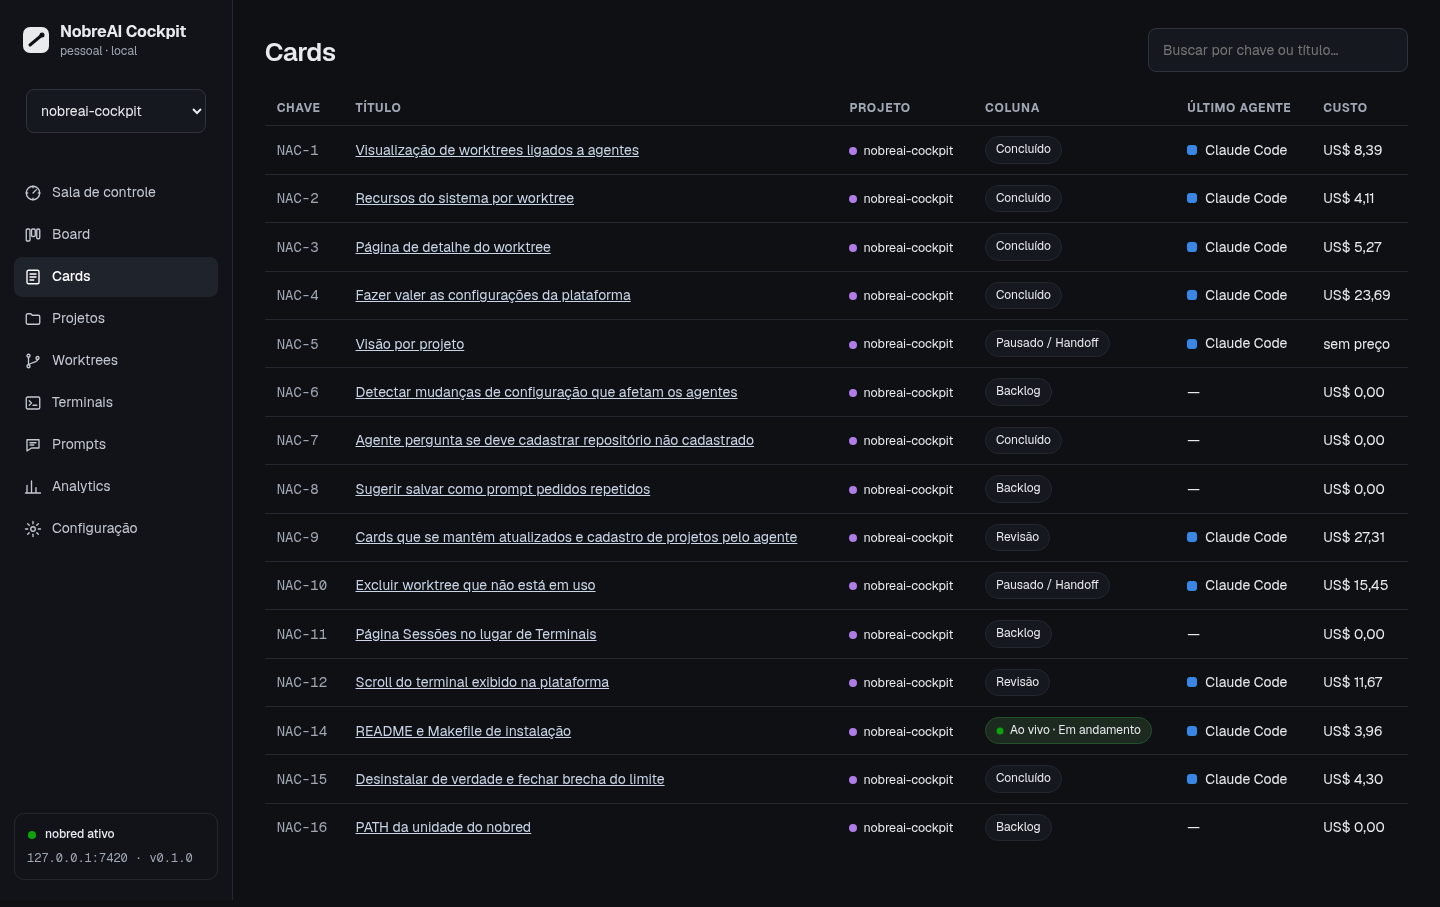 NobreAI Cockpit
pessoal · local
nobreai-cockpit
Sala de controle
Board
Cards
Projetos
Worktrees
Terminais
Prompts
Analytics
Configuração
nobred ativo
127.0.0.1:7420 · v0.1.0
Cards
Buscar por chave ou título…
CHAVE TÍTULO PROJETO COLUNA ÚLTIMO AGENTE CUSTO
NAC-1 Visualização de worktrees ligados a agentes nobreai-cockpit Concluído Claude Code US$ 8,39
NAC-2 Recursos do sistema por worktree nobreai-cockpit Concluído Claude Code US$ 4,11
NAC-3 Página de detalhe do worktree nobreai-cockpit Concluído Claude Code US$ 5,27
NAC-4 Fazer valer as configurações da plataforma nobreai-cockpit Concluído Claude Code US$ 23,69
NAC-5 Visão por projeto nobreai-cockpit Pausado / Handoff Claude Code sem preço
NAC-6 Detectar mudanças de configuração que afetam os agentes nobreai-cockpit Backlog — US$ 0,00
NAC-7 Agente pergunta se deve cadastrar repositório não cadastrado nobreai-cockpit Concluído — US$ 0,00
NAC-8 Sugerir salvar como prompt pedidos repetidos nobreai-cockpit Backlog — US$ 0,00
NAC-9 Cards que se mantêm atualizados e cadastro de projetos pelo agente nobreai-cockpit Revisão Claude Code US$ 27,31
NAC-10 Excluir worktree que não está em uso nobreai-cockpit Pausado / Handoff Claude Code US$ 15,45
NAC-11 Página Sessões no lugar de Terminais nobreai-cockpit Backlog — US$ 0,00
NAC-12 Scroll do terminal exibido na plataforma nobreai-cockpit Revisão Claude Code US$ 11,67
NAC-14 README e Makefile de instalação nobreai-cockpit Ao vivo · Em andamento Claude Code US$ 3,96
NAC-15 Desinstalar de verdade e fechar brecha do limite nobreai-cockpit Concluído Claude Code US$ 4,30
NAC-16 PATH da unidade do nobred nobreai-cockpit Backlog — US$ 0,00